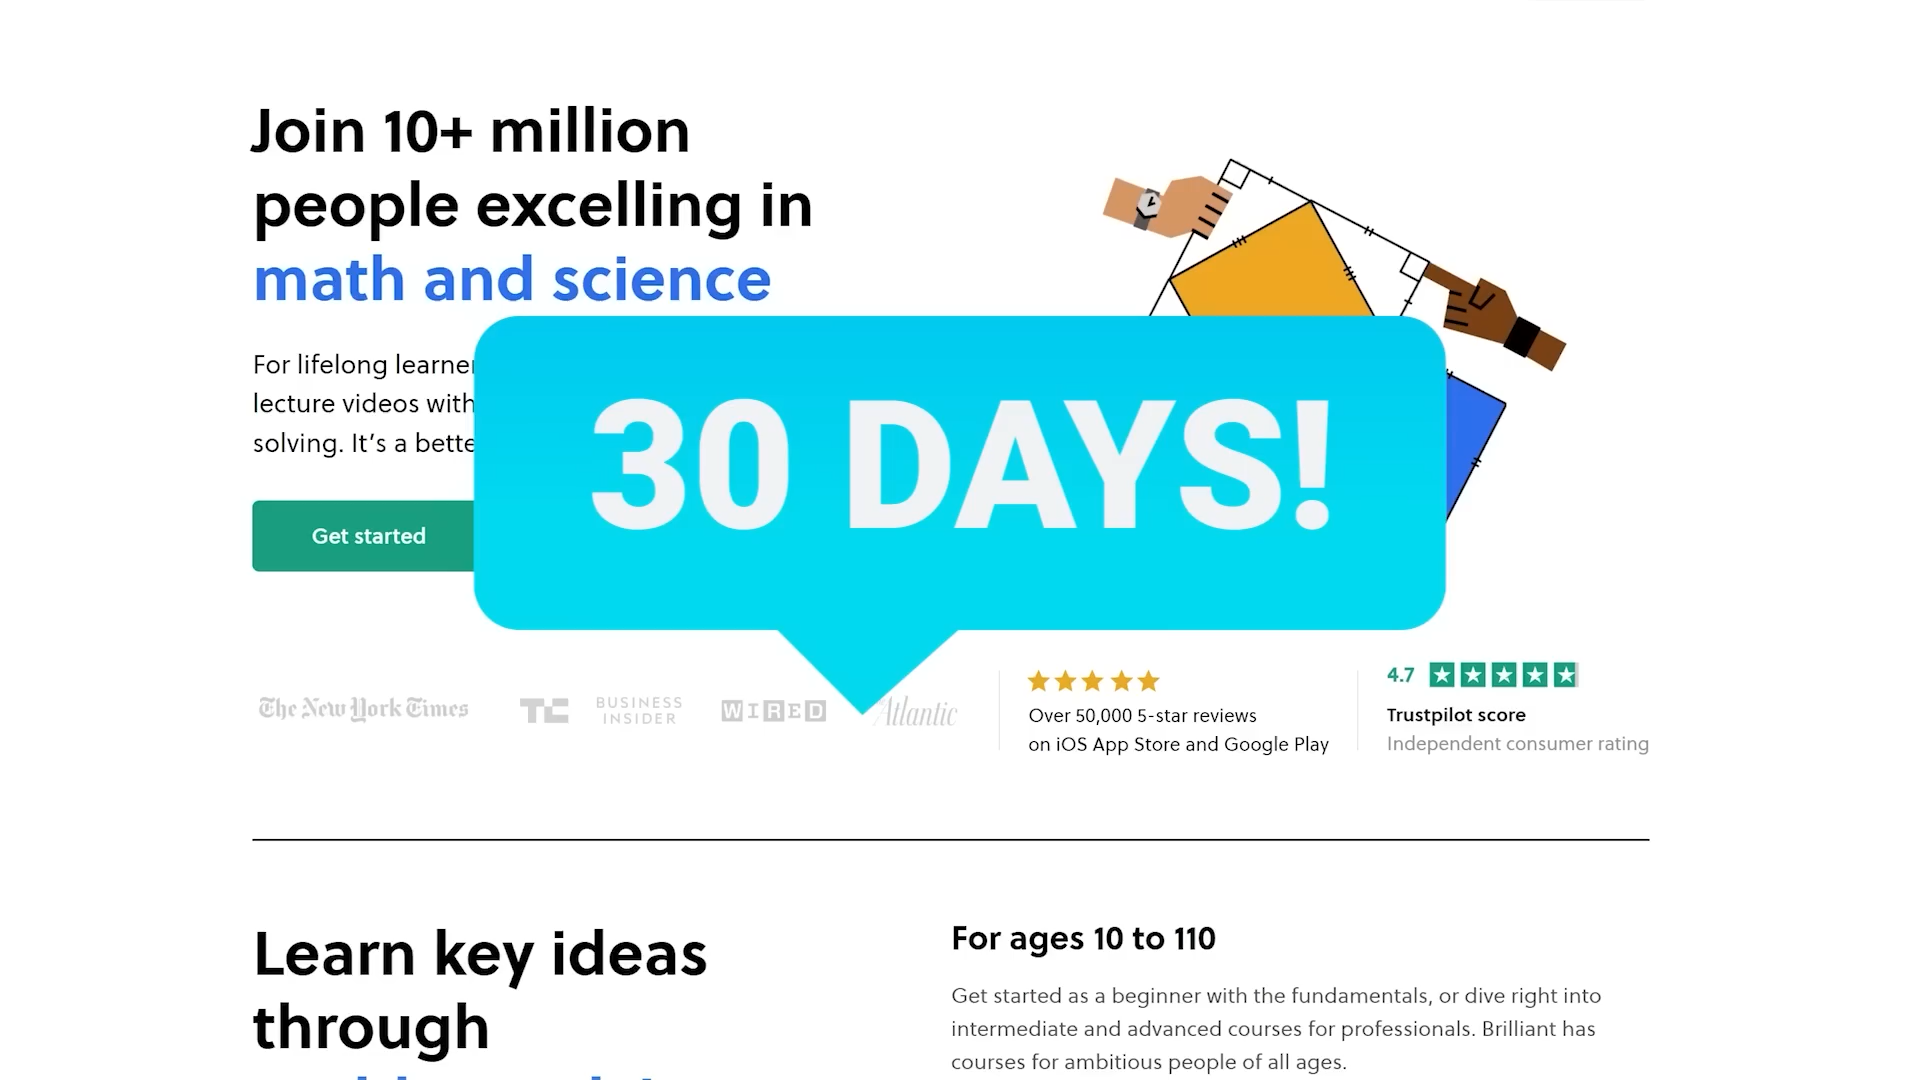 Join 10+ million
people excelling in
math and science
For lifelong
lecture videos with
solving. It's a
30 DAYS!
Get started
The New York Times
TC
BUSINESS
INSIDER
WIRED
Atlantic
Over 50,000 5-star reviews
on iOS App Store and Google Play
4.7
Trustpilot score
Independent consumer rating
Learn key ideas
through
For ages 10 to 110
Get started as a beginner with the fundamentals, or dive right into
intermediate and advanced courses for professionals. Brilliant has
courses for ambitious people of all ages.